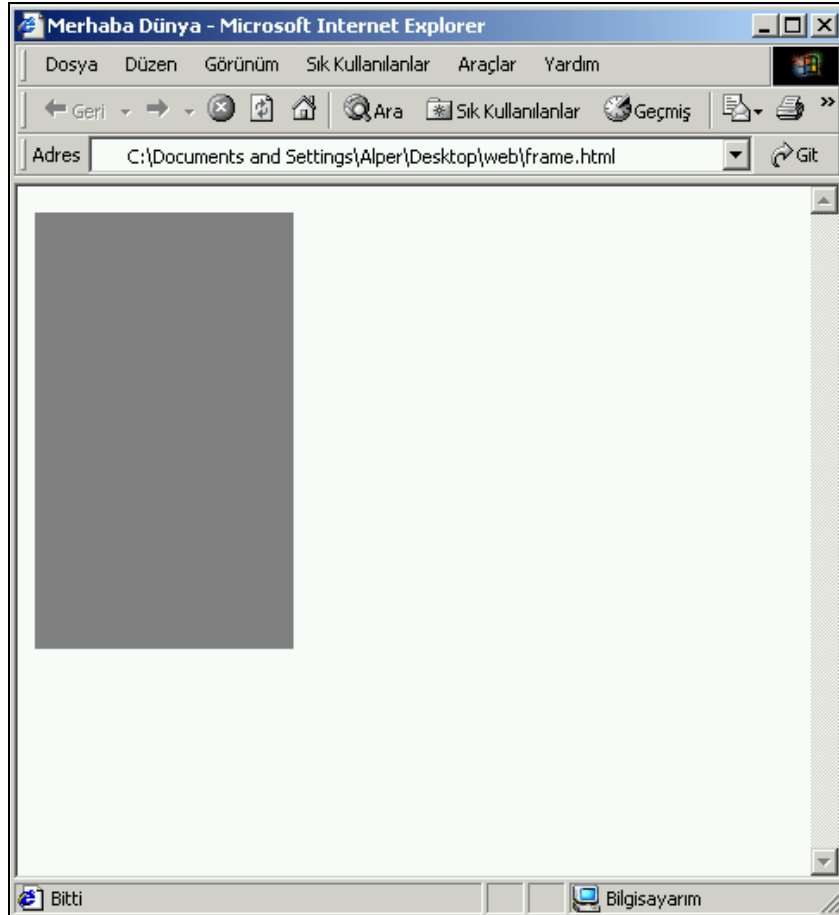 Merhaba Dünya - Microsoft Internet Explorer
Dosya Düzen Görünüm Sık Kullanılanlar Araçlar Yardım
Geri Ara Sık Kullanılanlar Geçmiş »
Adres C:\Documents and Settings\Alper\Desktop\web\frame.html Git
Bitti Bilgisayarım